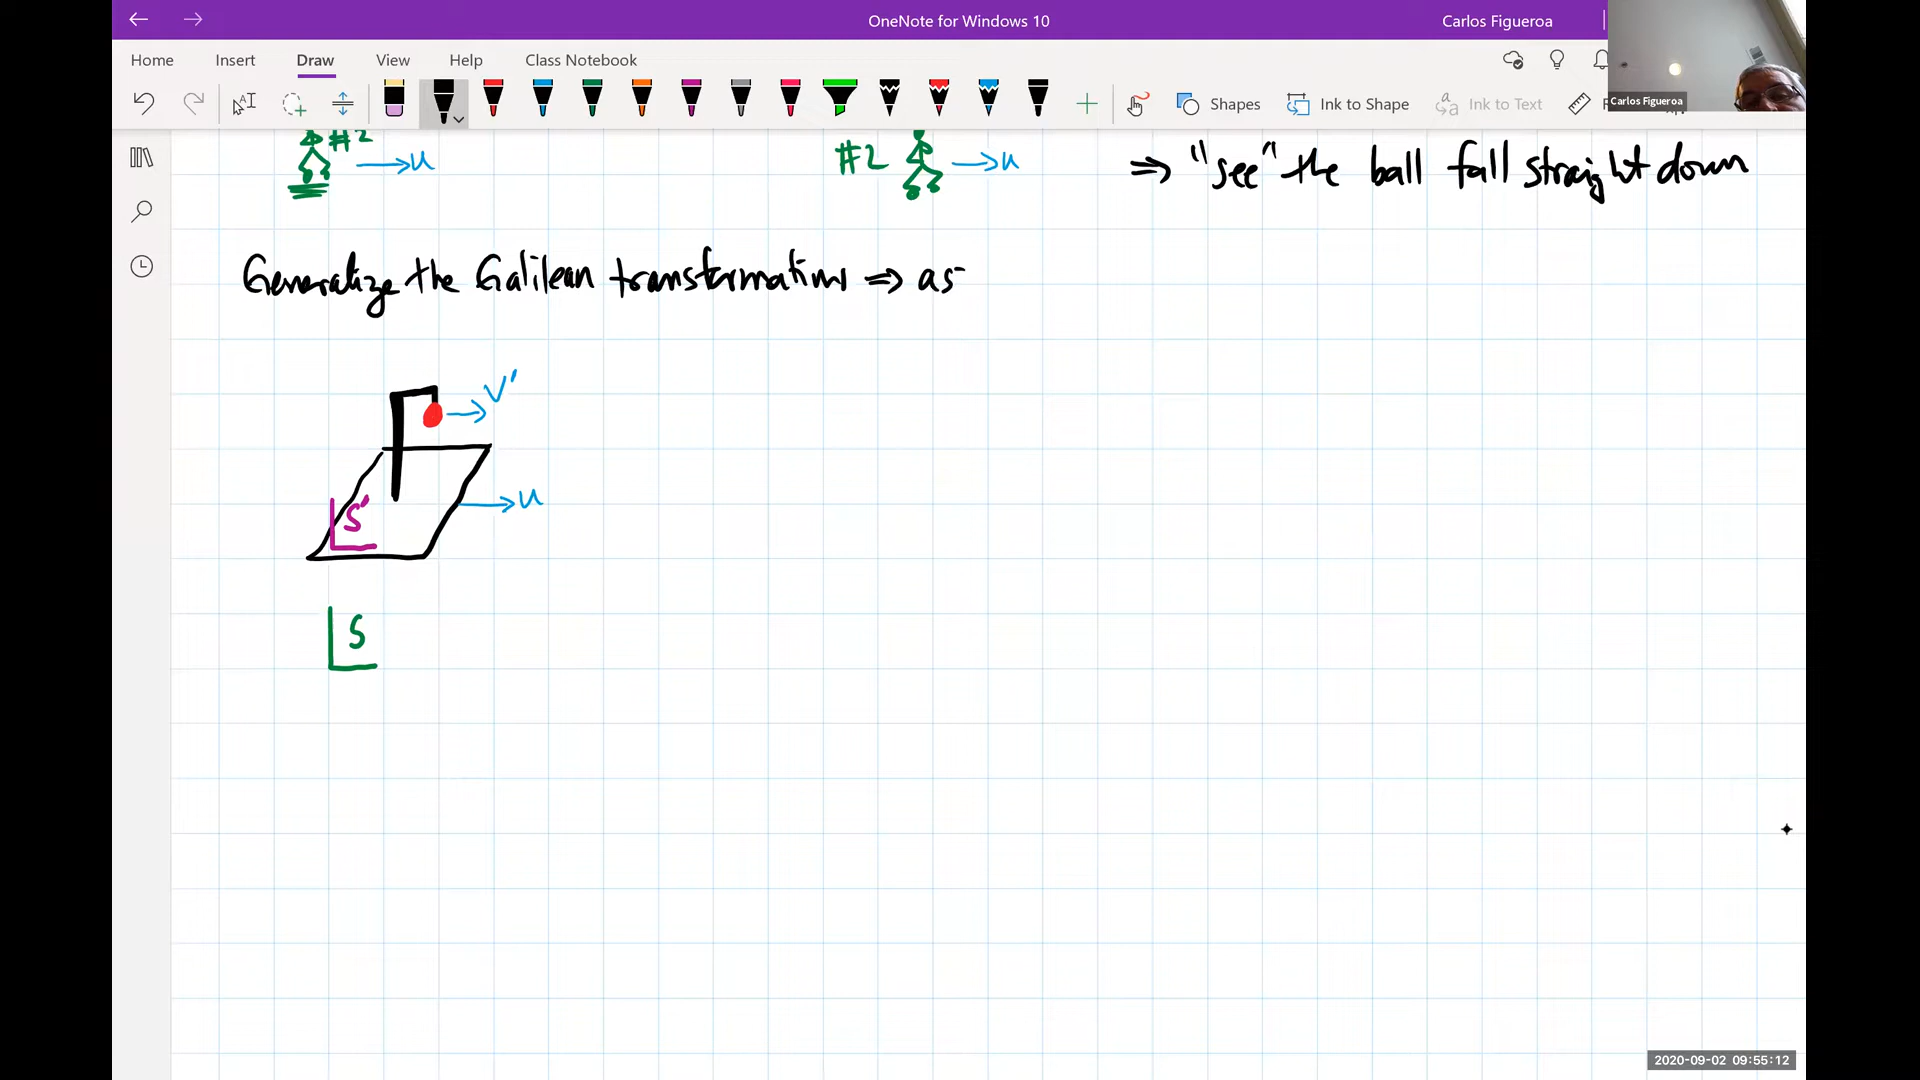 OneNote for Windows 10
Carlos Figueroa
Home Insert Draw View Help Class Notebook
Shapes Ink to Shape Ink to Text
Carlos Figueroa
#2 → u
#2 → u
⇒ "see" the ball fall straight down
Generalize the Galilean transformations ⇒ as
→ V'
S'
→ u
S
2020-09-02 09:55:12